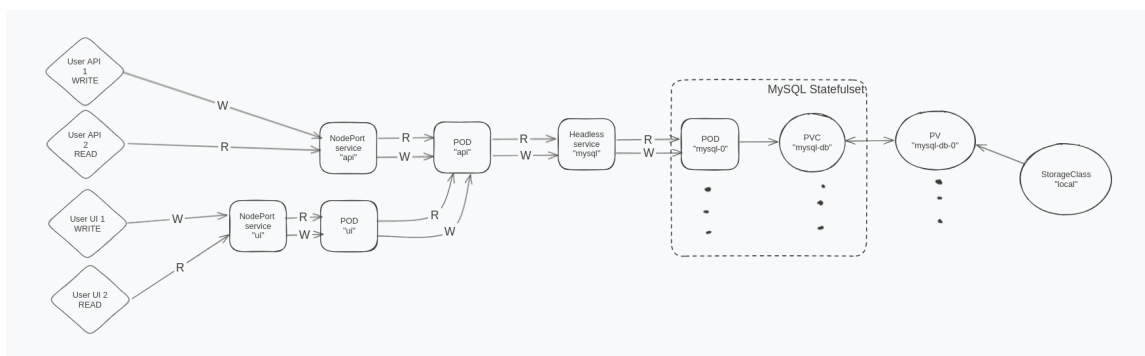 User API
1
WRITE
W
User API
2
READ
R
User UI 1
WRITE
W
User UI 2
READ
R
NodePort
service
"api"
R
W
NodePort
service
"ui"
R
W
POD
"ui"
R
W
POD
"api"
R
W
Headless
service
"mysql"
R
W
MySQL Statefulset
POD
"mysql-0"
PVC
"mysql-db"
PV
"mysql-db-0"
StorageClass
"local"